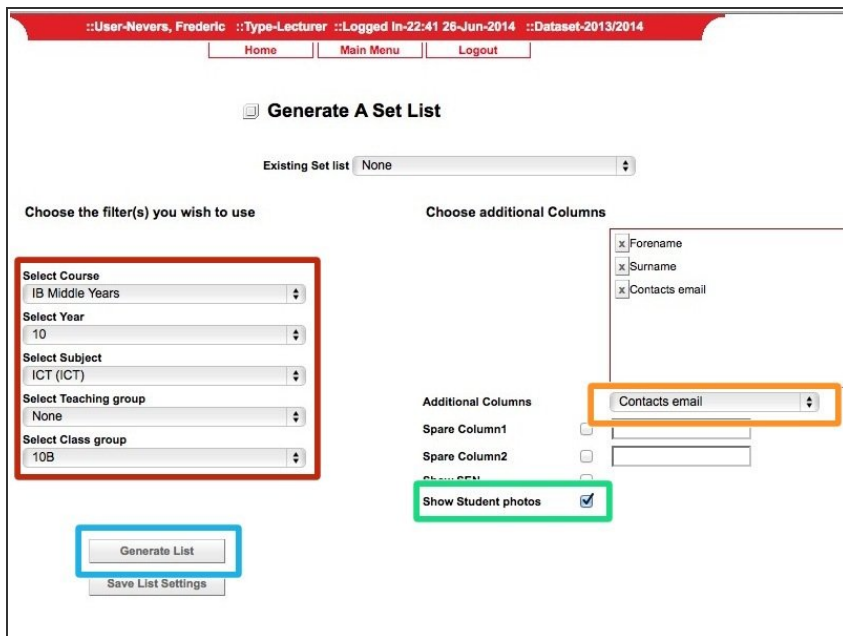 ::User-Nevers, Frederic ::Type-Lecturer ::Logged In-22:41 26-Jun-2014 ::Dataset-2013/2014
Home Main Menu Logout
Generate A Set List
Existing Set list None
Choose the filter(s) you wish to use
Select Course
IB Middle Years
Select Year
10
Select Subject
ICT (ICT)
Select Teaching group
None
Select Class group
10B
Generate List
Save List Settings
Choose additional Columns
x Forename
x Surname
x Contacts email
Additional Columns Contacts email
Spare Column1
Spare Column2
Show SEN
Show Student photos